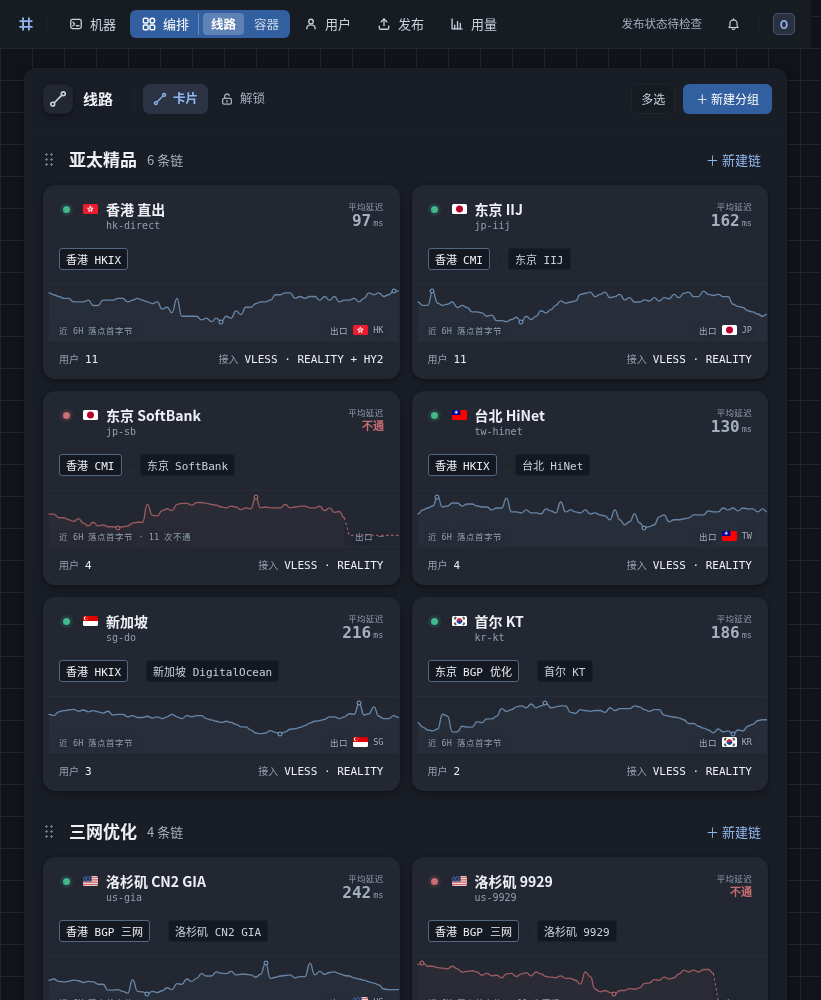 机器 编排 线路 容器 用户 发布 用量 发布状态待检查 O
线路 卡片 解锁 多选 + 新建分组
亚太精品 6 条链 + 新建链
香港 直出
hk-direct
平均延迟
97ms
香港 HKIX
近 6H 落点首字节 出口 HK
用户 11 接入 VLESS · REALITY + HY2
东京 IIJ
jp-iij
平均延迟
162ms
香港 CMI 东京 IIJ
近 6H 落点首字节 出口 JP
用户 11 接入 VLESS · REALITY
东京 SoftBank
jp-sb
平均延迟
不通
香港 CMI 东京 SoftBank
近 6H 落点首字节 · 11 次不通 出口 —
用户 4 接入 VLESS · REALITY
台北 HiNet
tw-hinet
平均延迟
130ms
香港 HKIX 台北 HiNet
近 6H 落点首字节 出口 TW
用户 4 接入 VLESS · REALITY
新加坡
sg-do
平均延迟
216ms
香港 HKIX 新加坡 DigitalOcean
近 6H 落点首字节 出口 SG
用户 3 接入 VLESS · REALITY
首尔 KT
kr-kt
平均延迟
186ms
东京 BGP 优化 首尔 KT
近 6H 落点首字节 出口 KR
用户 2 接入 VLESS · REALITY
三网优化 4 条链 + 新建链
洛杉矶 CN2 GIA
us-gia
平均延迟
242ms
香港 BGP 三网 洛杉矶 CN2 GIA
洛杉矶 9929
us-9929
平均延迟
不通
香港 BGP 三网 洛杉矶 9929